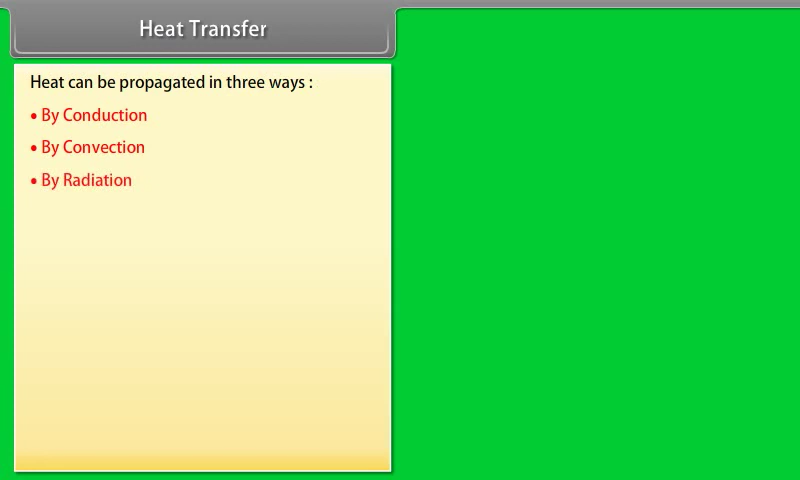 Heat Transfer
Heat can be propagated in three ways :
• By Conduction
• By Convection
• By Radiation